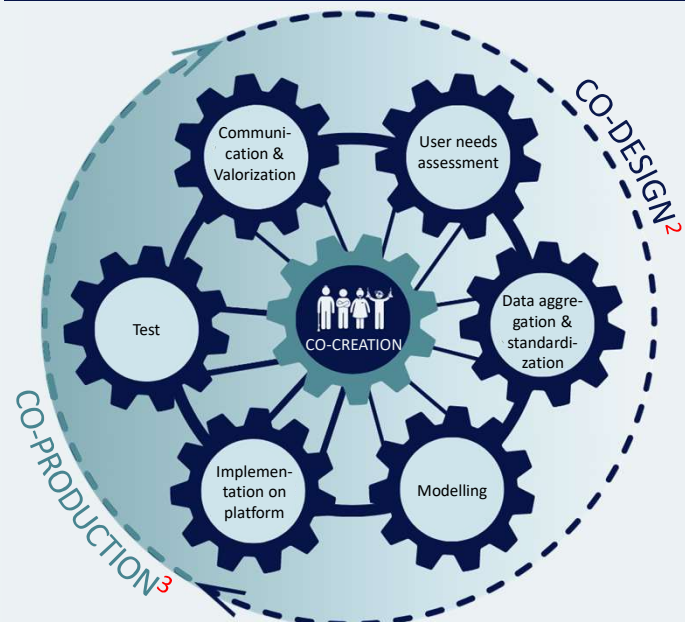 Communi-
cation &
Valorization
User needs
assessment
CO-DESIGN²
Data aggre-
gation &
standardi-
zation
Test
CO-CREATION
CO-PRODUCTION³
Implemen-
tation on
platform
Modelling